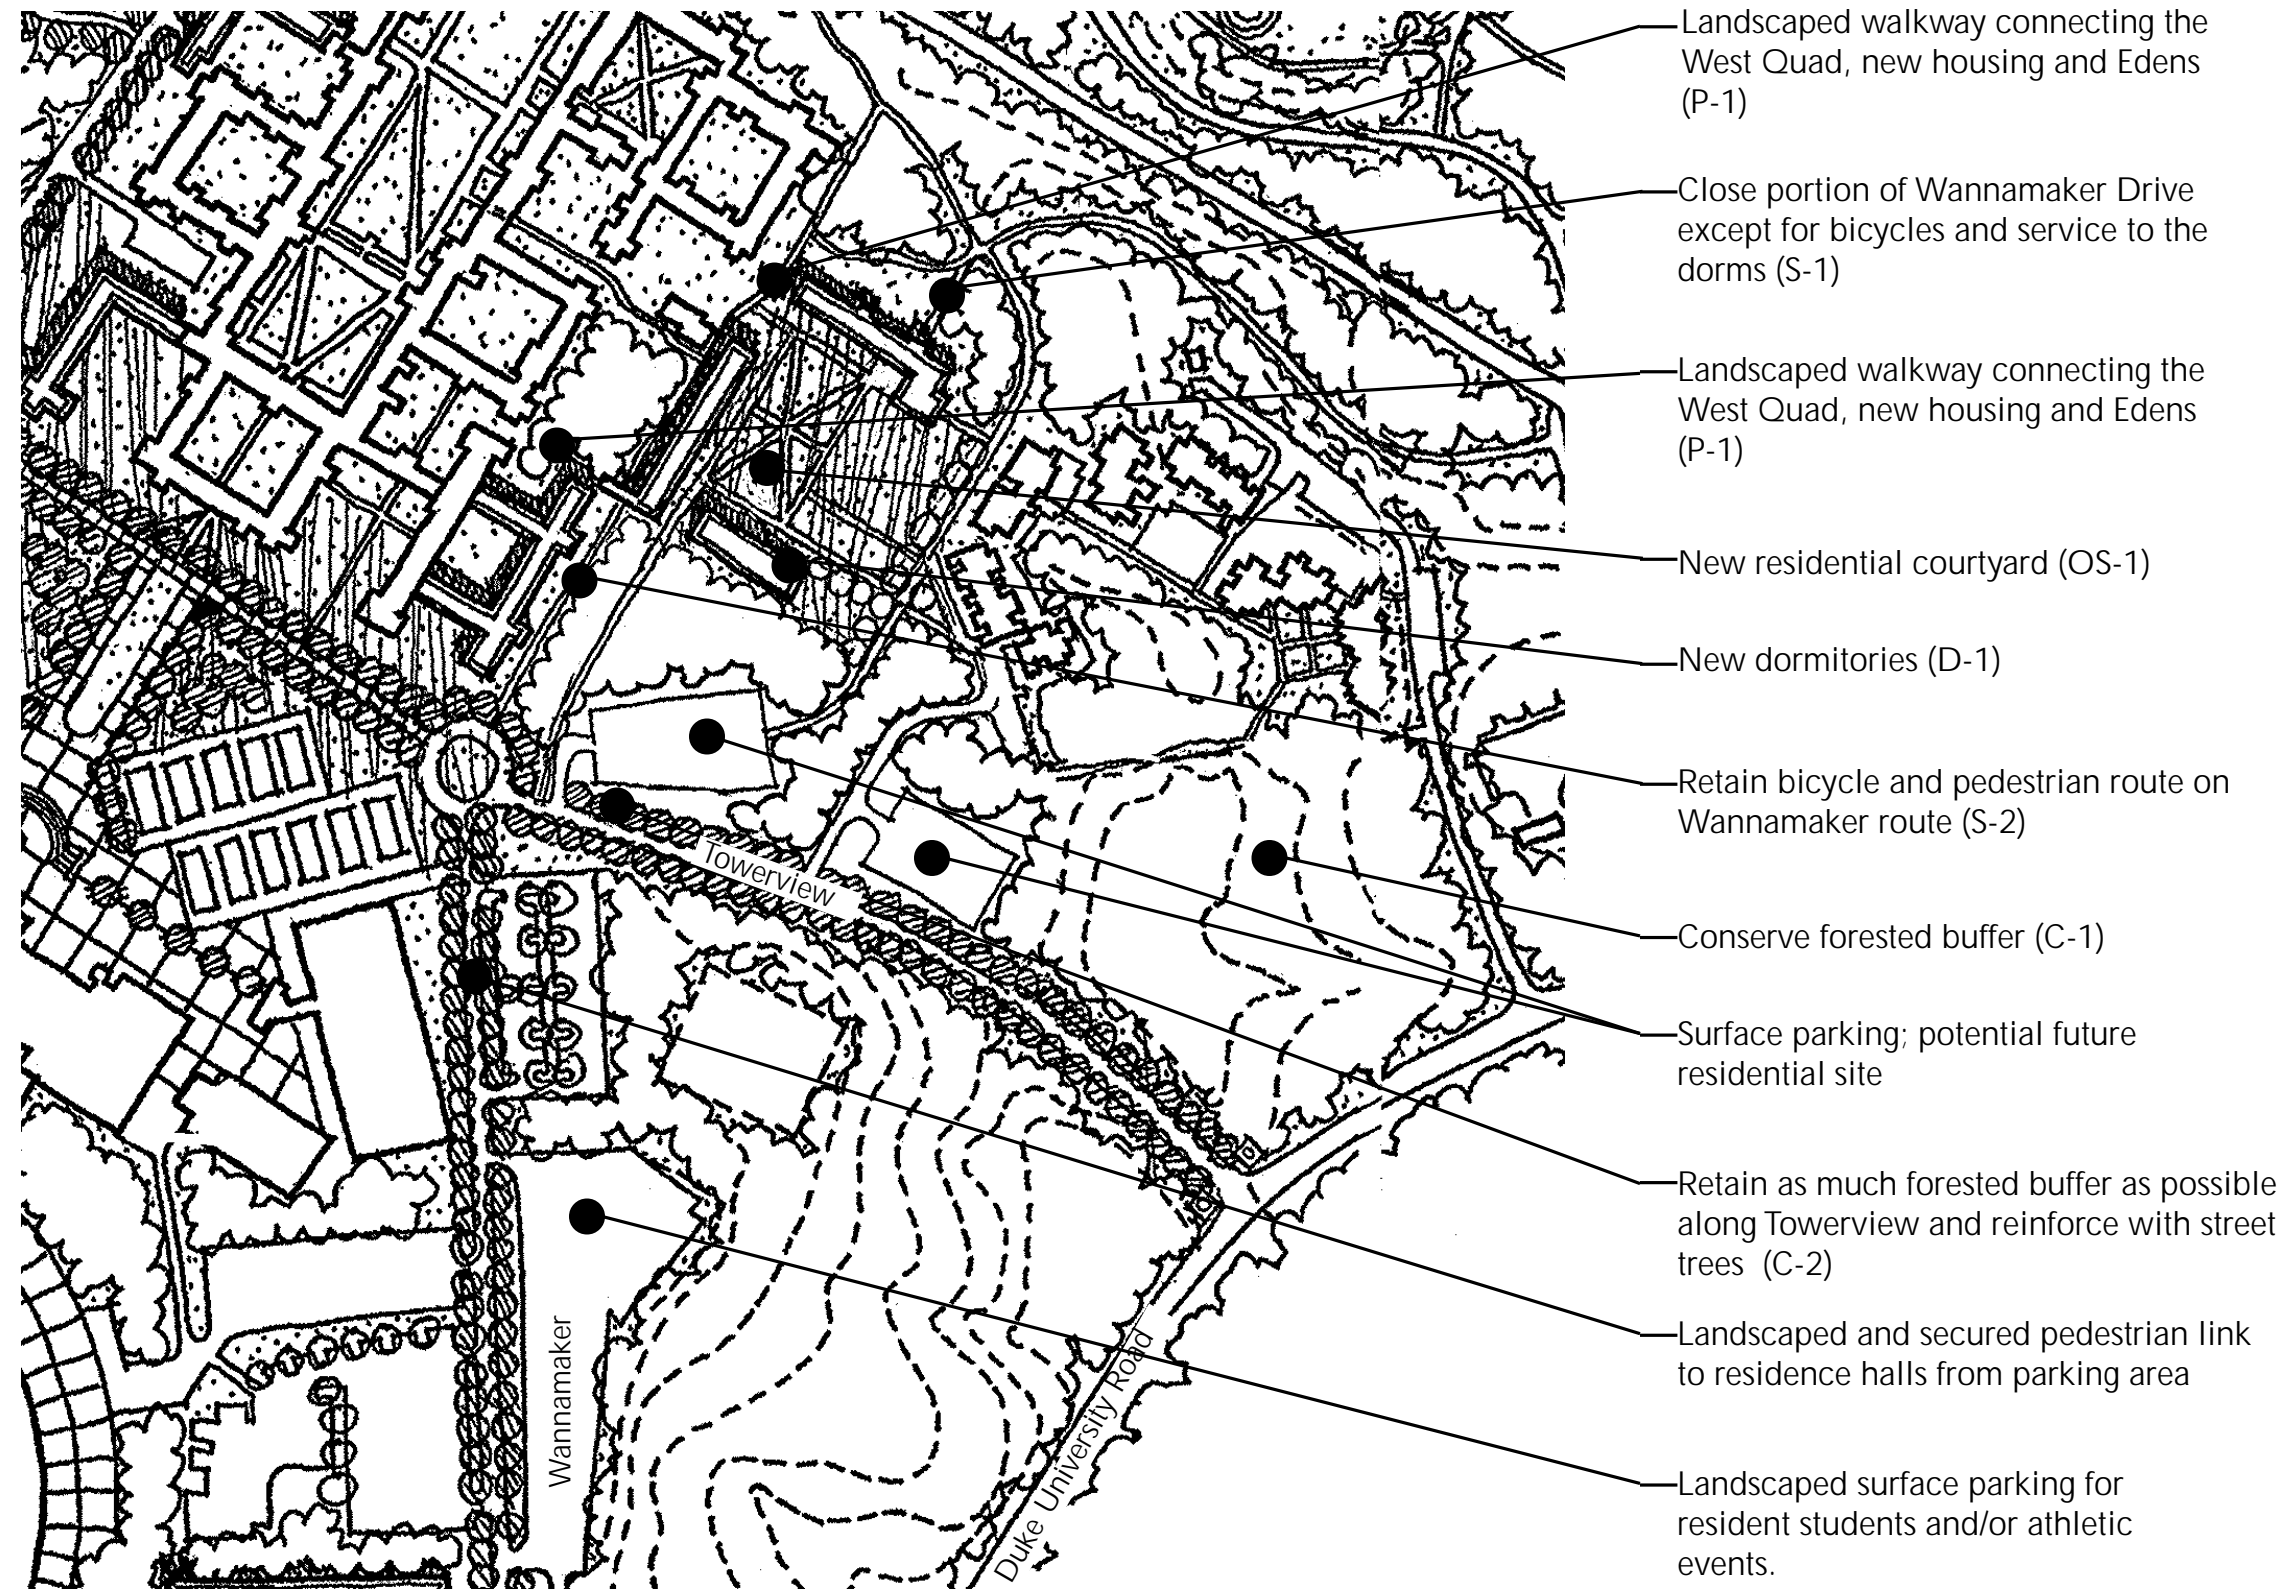 Landscaped walkway connecting the
West Quad, new housing and Edens
(P-1)
Close portion of Wannamaker Drive
except for bicycles and service to the
dorms (S-1)
Landscaped walkway connecting the
West Quad, new housing and Edens
(P-1)
New residential courtyard (OS-1)
New dormitories (D-1)
Retain bicycle and pedestrian route on
Wannamaker route (S-2)
Conserve forested buffer (C-1)
Surface parking; potential future
residential site
Retain as much forested buffer as possible
along Towerview and reinforce with street
trees  (C-2)
Landscaped and secured pedestrian link
to residence halls from parking area
Landscaped surface parking for
resident students and/or athletic
events.
Towerview
Wannamaker
Duke University Road